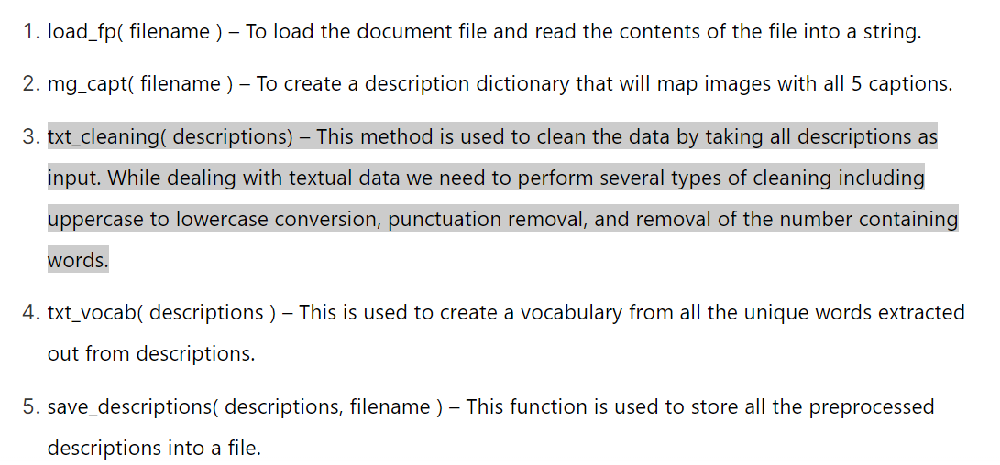 1. load_fp( filename ) – To load the document file and read the contents of the file into a string.
2. mg_capt( filename ) – To create a description dictionary that will map images with all 5 captions.
3. txt_cleaning( descriptions) – This method is used to clean the data by taking all descriptions as
input. While dealing with textual data we need to perform several types of cleaning including
uppercase to lowercase conversion, punctuation removal, and removal of the number containing
words.
4. txt_vocab( descriptions ) – This is used to create a vocabulary from all the unique words extracted
out from descriptions.
5. save_descriptions( descriptions, filename ) – This function is used to store all the preprocessed
descriptions into a file.